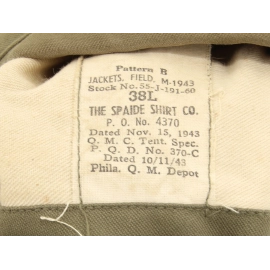 Pattern B
JACKETS, FIELD, M-1943
Stock No. 55-J-191-60
38L
THE SPAIDE SHIRT CO.
P. O. No. 4370
Dated Nov. 15, 1943
Q. M. C. Tent. Spec.
P. Q. D. No. 370-C
Dated 10/11/43
Phila. Q. M. Depot